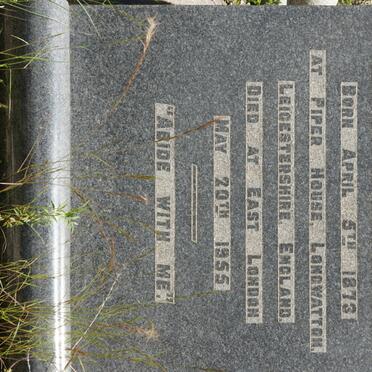 BORN APRIL 5TH 1873
AT PIPER HOUSE LONGWATTON
LEICESTERSHIRE ENGLAND
DIED AT EAST LONDON
MAY 20TH 1955
"ABIDE WITH ME."